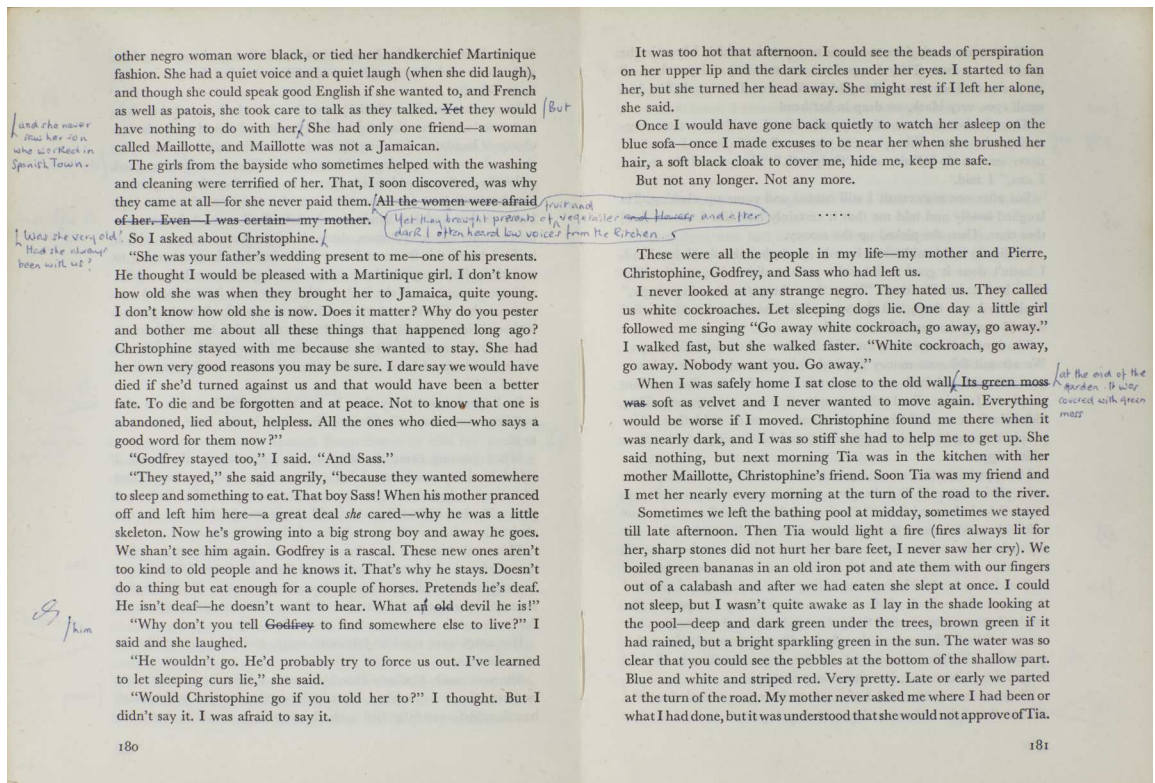 other negro woman wore black, or tied her handkerchief Martinique
fashion. She had a quiet voice and a quiet laugh (when she did laugh),
and though she could speak good English if she wanted to, and French
as well as patois, she took care to talk as they talked. Yet they would
/But
have nothing to do with her. She had only one friend—a woman
/and she never
saw her son
who worked in
Spanish Town.
called Maillotte, and Maillotte was not a Jamaican.
The girls from the bayside who sometimes helped with the washing
and cleaning were terrified of her. That, I soon discovered, was why
they came at all—for she never paid them. All the women were afraid
of her. Even—I was certain—my mother.
fruit and
Yet they brought presents of vegetables and flowers and after
dark I often heard low voices from the kitchen
So I asked about Christophine.
/Was she very old?
Had she always
been with us?
“She was your father’s wedding present to me—one of his presents.
He thought I would be pleased with a Martinique girl. I don’t know
how old she was when they brought her to Jamaica, quite young.
I don’t know how old she is now. Does it matter? Why do you pester
and bother me about all these things that happened long ago?
Christophine stayed with me because she wanted to stay. She had
her own very good reasons you may be sure. I dare say we would have
died if she’d turned against us and that would have been a better
fate. To die and be forgotten and at peace. Not to know that one is
abandoned, lied about, helpless. All the ones who died—who says a
good word for them now?”
“Godfrey stayed too,” I said. “And Sass.”
“They stayed,” she said angrily, “because they wanted somewhere
to sleep and something to eat. That boy Sass! When his mother pranced
off and left him here—a great deal she cared—why he was a little
skeleton. Now he’s growing into a big strong boy and away he goes.
We shan’t see him again. Godfrey is a rascal. These new ones aren’t
too kind to old people and he knows it. That’s why he stays. Doesn’t
do a thing but eat enough for a couple of horses. Pretends he’s deaf.
He isn’t deaf—he doesn’t want to hear. What an old devil he is!”
“Why don’t you tell Godfrey to find somewhere else to live?” I
/him
said and she laughed.
“He wouldn’t go. He’d probably try to force us out. I’ve learned
to let sleeping curs lie,” she said.
“Would Christophine go if you told her to?” I thought. But I
didn’t say it. I was afraid to say it.
180
It was too hot that afternoon. I could see the beads of perspiration
on her upper lip and the dark circles under her eyes. I started to fan
her, but she turned her head away. She might rest if I left her alone,
she said.
Once I would have gone back quietly to watch her asleep on the
blue sofa—once I made excuses to be near her when she brushed her
hair, a soft black cloak to cover me, hide me, keep me safe.
But not any longer. Not any more.
. . . . .
These were all the people in my life—my mother and Pierre,
Christophine, Godfrey, and Sass who had left us.
I never looked at any strange negro. They hated us. They called
us white cockroaches. Let sleeping dogs lie. One day a little girl
followed me singing “Go away white cockroach, go away, go away.”
I walked fast, but she walked faster. “White cockroach, go away,
go away. Nobody want you. Go away.”
When I was safely home I sat close to the old wall. Its green moss
/at the end of the
garden. It was
covered with green
moss
was soft as velvet and I never wanted to move again. Everything
would be worse if I moved. Christophine found me there when it
was nearly dark, and I was so stiff she had to help me to get up. She
said nothing, but next morning Tia was in the kitchen with her
mother Maillotte, Christophine’s friend. Soon Tia was my friend and
I met her nearly every morning at the turn of the road to the river.
Sometimes we left the bathing pool at midday, sometimes we stayed
till late afternoon. Then Tia would light a fire (fires always lit for
her, sharp stones did not hurt her bare feet, I never saw her cry). We
boiled green bananas in an old iron pot and ate them with our fingers
out of a calabash and after we had eaten she slept at once. I could
not sleep, but I wasn’t quite awake as I lay in the shade looking at
the pool—deep and dark green under the trees, brown green if it
had rained, but a bright sparkling green in the sun. The water was so
clear that you could see the pebbles at the bottom of the shallow part.
Blue and white and striped red. Very pretty. Late or early we parted
at the turn of the road. My mother never asked me where I had been or
what I had done, but it was understood that she would not approve of Tia.
181